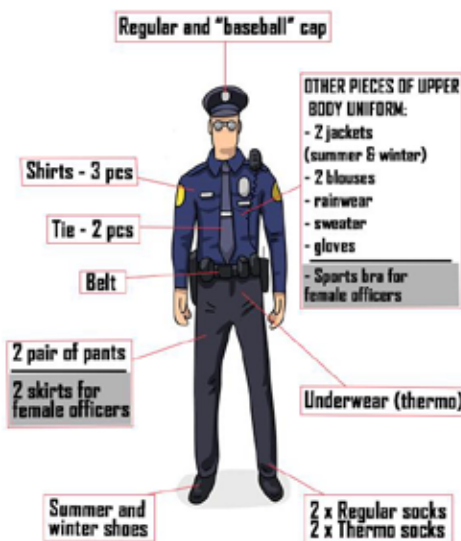 Regular and "baseball" cap
OTHER PIECES OF UPPER
BODY UNIFORM:
- 2 jackets
(summer & winter)
- 2 blouses
- rainwear
- sweater
- gloves
- Sports bra for
female officers
Shirts - 3 pcs
Tie - 2 pcs
Belt
2 pair of pants
2 skirts for
female officers
Underwear (thermo)
Summer and
winter shoes
2 x Regular socks
2 x Thermo socks